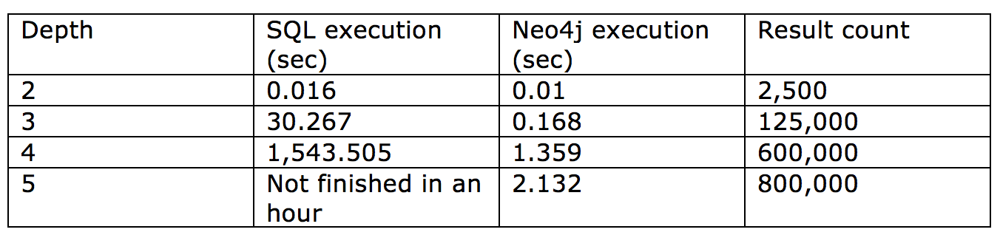 Depth SQL execution (sec) Neo4j execution (sec) Result count
2 0.016 0.01 2,500
3 30.267 0.168 125,000
4 1,543.505 1.359 600,000
5 Not finished in an hour 2.132 800,000